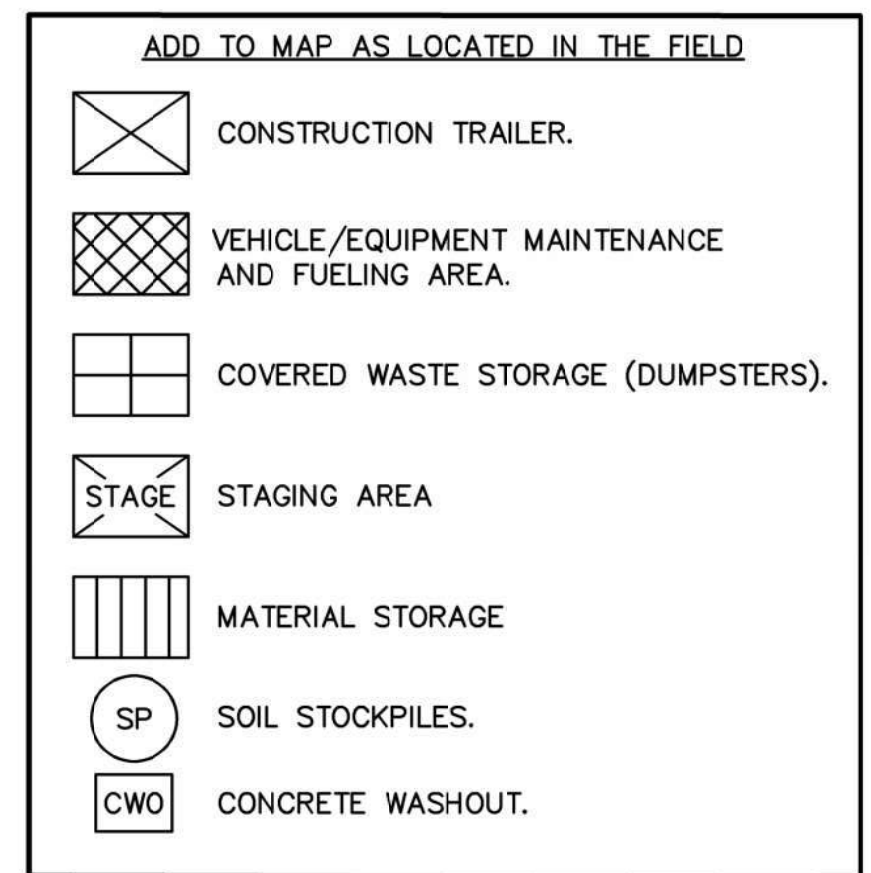 ADD TO MAP AS LOCATED IN THE FIELD
CONSTRUCTION TRAILER.
VEHICLE/EQUIPMENT MAINTENANCE
AND FUELING AREA.
COVERED WASTE STORAGE (DUMPSTERS).
STAGE STAGING AREA
MATERIAL STORAGE
SP SOIL STOCKPILES.
CWO CONCRETE WASHOUT.